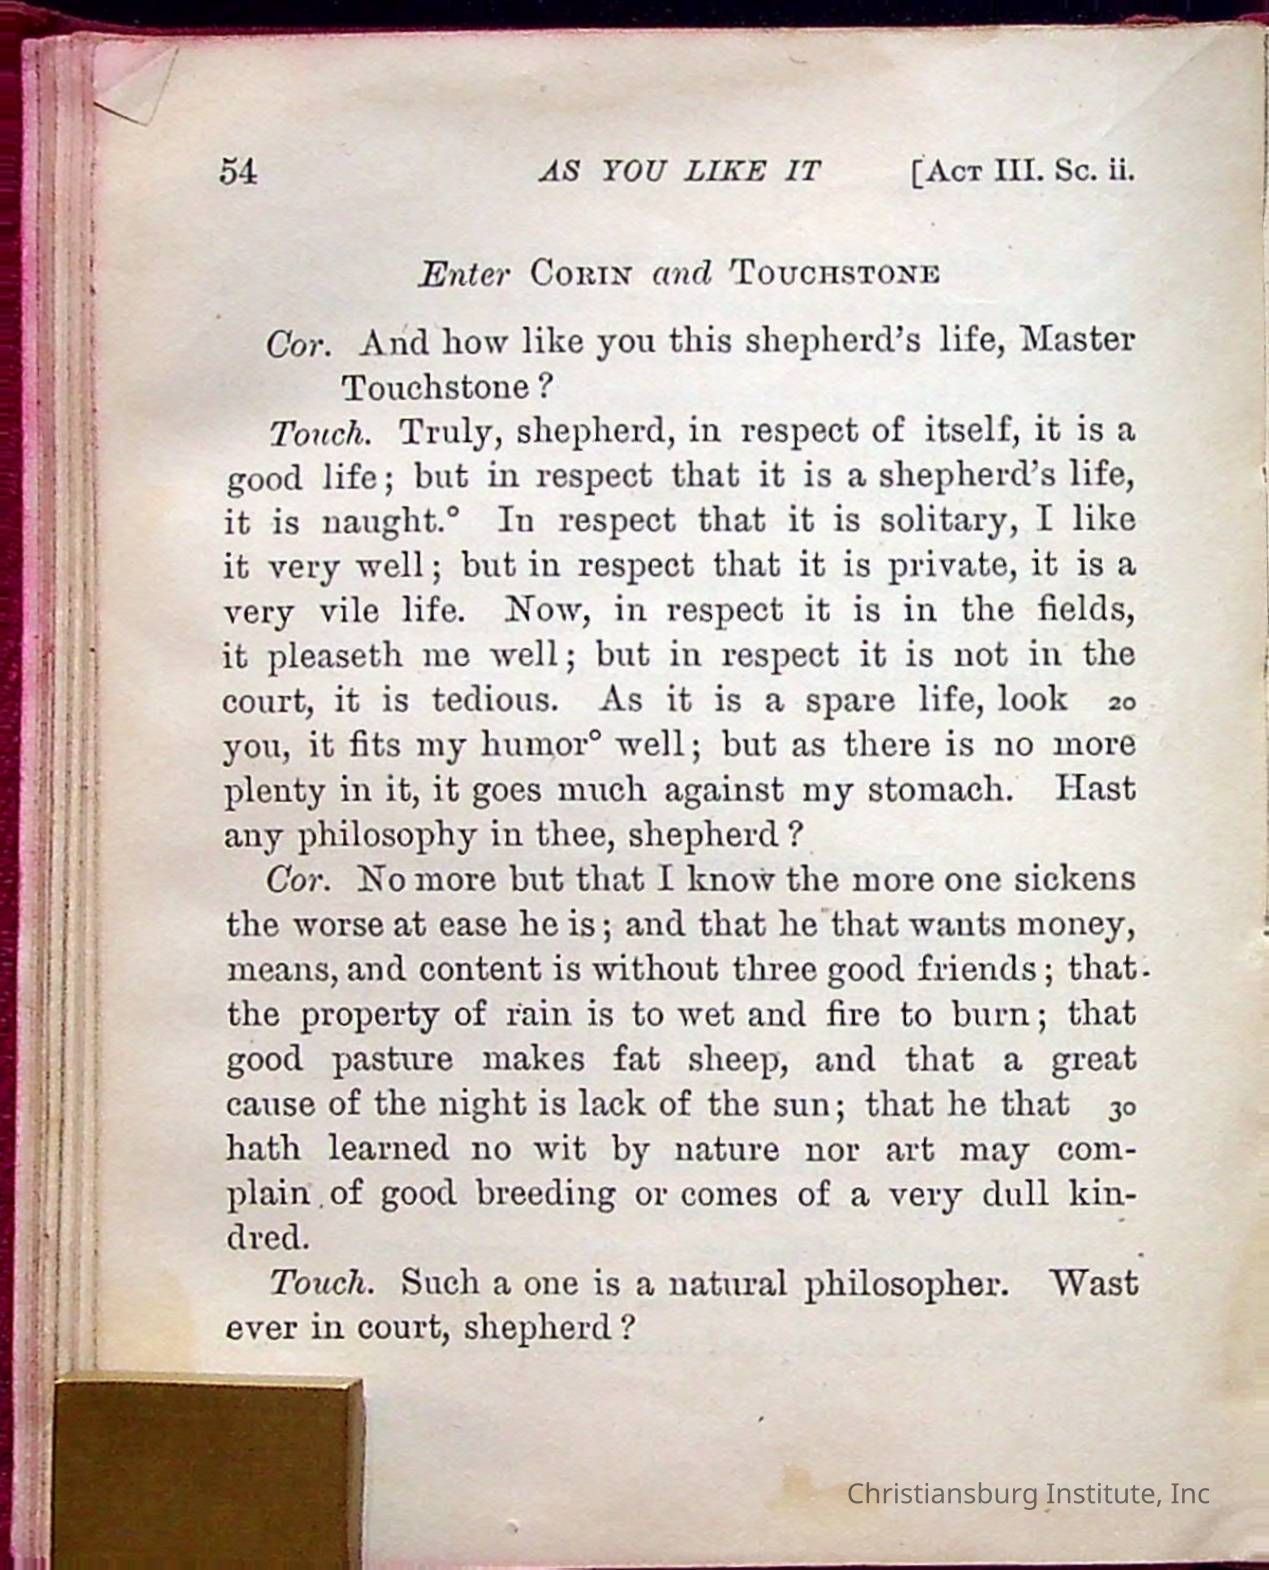 54 AS YOU LIKE IT [ACT III. Sc. ii.
Enter CORIN and TOUCHSTONE
Cor. And how like you this shepherd's life, Master
Touchstone?
Touch. Truly, shepherd, in respect of itself, it is a
good life; but in respect that it is a shepherd's life,
it is naught.° In respect that it is solitary, I like
it very well; but in respect that it is private, it is a
very vile life. Now, in respect it is in the fields,
it pleaseth me well; but in respect it is not in the
court, it is tedious. As it is a spare life, look 20
you, it fits my humor° well; but as there is no more
plenty in it, it goes much against my stomach. Hast
any philosophy in thee, shepherd?
Cor. No more but that I know the more one sickens
the worse at ease he is; and that he that wants money,
means, and content is without three good friends; that
the property of rain is to wet and fire to burn; that
good pasture makes fat sheep, and that a great
cause of the night is lack of the sun; that he that 30
hath learned no wit by nature nor art may com-
plain of good breeding or comes of a very dull kin-
dred.
Touch. Such a one is a natural philosopher. Wast
ever in court, shepherd?
Christiansburg Institute, Inc